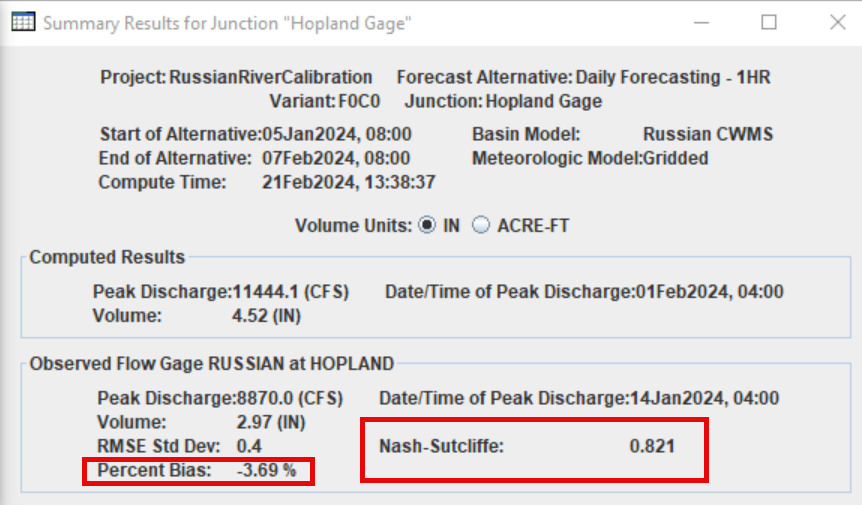 Summary Results for Junction "Hopland Gage"
Project: RussianRiverCalibration Forecast Alternative: Daily Forecasting - 1HR
Variant: F0C0 Junction: Hopland Gage
Start of Alternative:05Jan2024, 08:00 Basin Model: Russian CWMS
End of Alternative: 07Feb2024, 08:00 Meteorologic Model:Gridded
Compute Time: 21Feb2024, 13:38:37
Volume Units: IN ACRE-FT
Computed Results
Peak Discharge:11444.1 (CFS) Date/Time of Peak Discharge:01Feb2024, 04:00
Volume: 4.52 (IN)
Observed Flow Gage RUSSIAN at HOPLAND
Peak Discharge:8870.0 (CFS) Date/Time of Peak Discharge:14Jan2024, 04:00
Volume: 2.97 (IN)
RMSE Std Dev: 0.4 Nash-Sutcliffe: 0.821
Percent Bias: -3.69 %